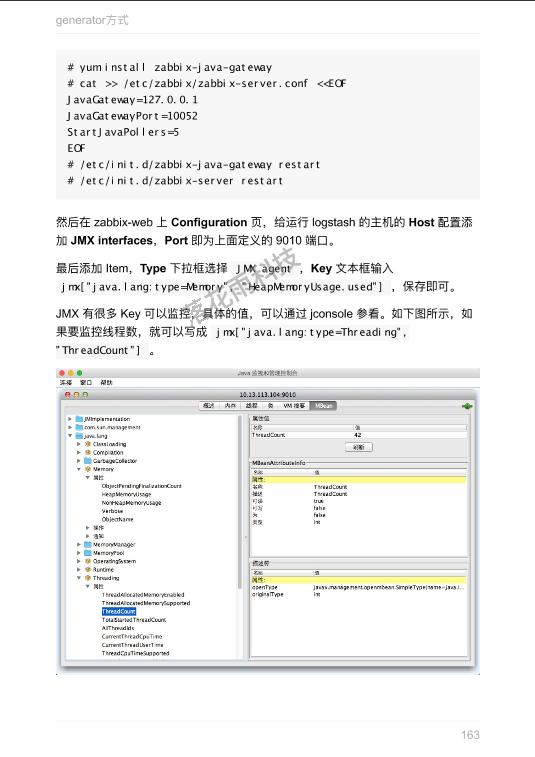 generator方式
# yum install zabbix-java-gateway
# cat >> /etc/zabbix/zabbix-server.conf <<EOF
JavaGateway=127.0.0.1
JavaGatewayPort=10052
StartJavaPollers=5
EOF
# /etc/init.d/zabbix-java-gateway restart
# /etc/init.d/zabbix-server restart
然后在 zabbix-web 上 Configuration 页，给运行 logstash 的主机的 Host 配置添
加 JMX interfaces，Port 即为上面定义的 9010 端口。
最后添加 Item，Type 下拉框选择 JMX agent ，Key 文本框输入
jmx["java.lang:type=Memory", "HeapMemoryUsage.used"] ，保存即可。
JMX 有很多 Key 可以监控，具体的值，可以通过 jconsole 参看。如下图所示，如
果要监控线程数，就可以写成 jmx["java.lang:type=Threading",
"ThreadCount"] 。
落花雨科技
Java 监视和管理控制台
连接 窗口 帮助
10.13.113.104:9010
概述 内存 线程 类 VM 摘要 MBean
JMImplementation
com.sun.management
java.lang
ClassLoading
Compilation
GarbageCollector
Memory
属性
ObjectPendingFinalizationCount
HeapMemoryUsage
NonHeapMemoryUsage
Verbose
ObjectName
操作
通知
MemoryManager
MemoryPool
OperatingSystem
Runtime
Threading
属性
ThreadAllocatedMemoryEnabled
ThreadAllocatedMemorySupported
ThreadCount
TotalStartedThreadCount
AllThreadIds
CurrentThreadCpuTime
CurrentThreadUserTime
ThreadCpuTimeSupported
属性值
名称 值
ThreadCount 42
刷新
MBeanAttributeInfo
名称 值
属性:
名称 ThreadCount
描述 ThreadCount
可读 true
可写 false
为 false
类型 int
描述符
名称 值
属性:
openType javax.management.openmbean.SimpleType(name=java.l...
originalType int
163